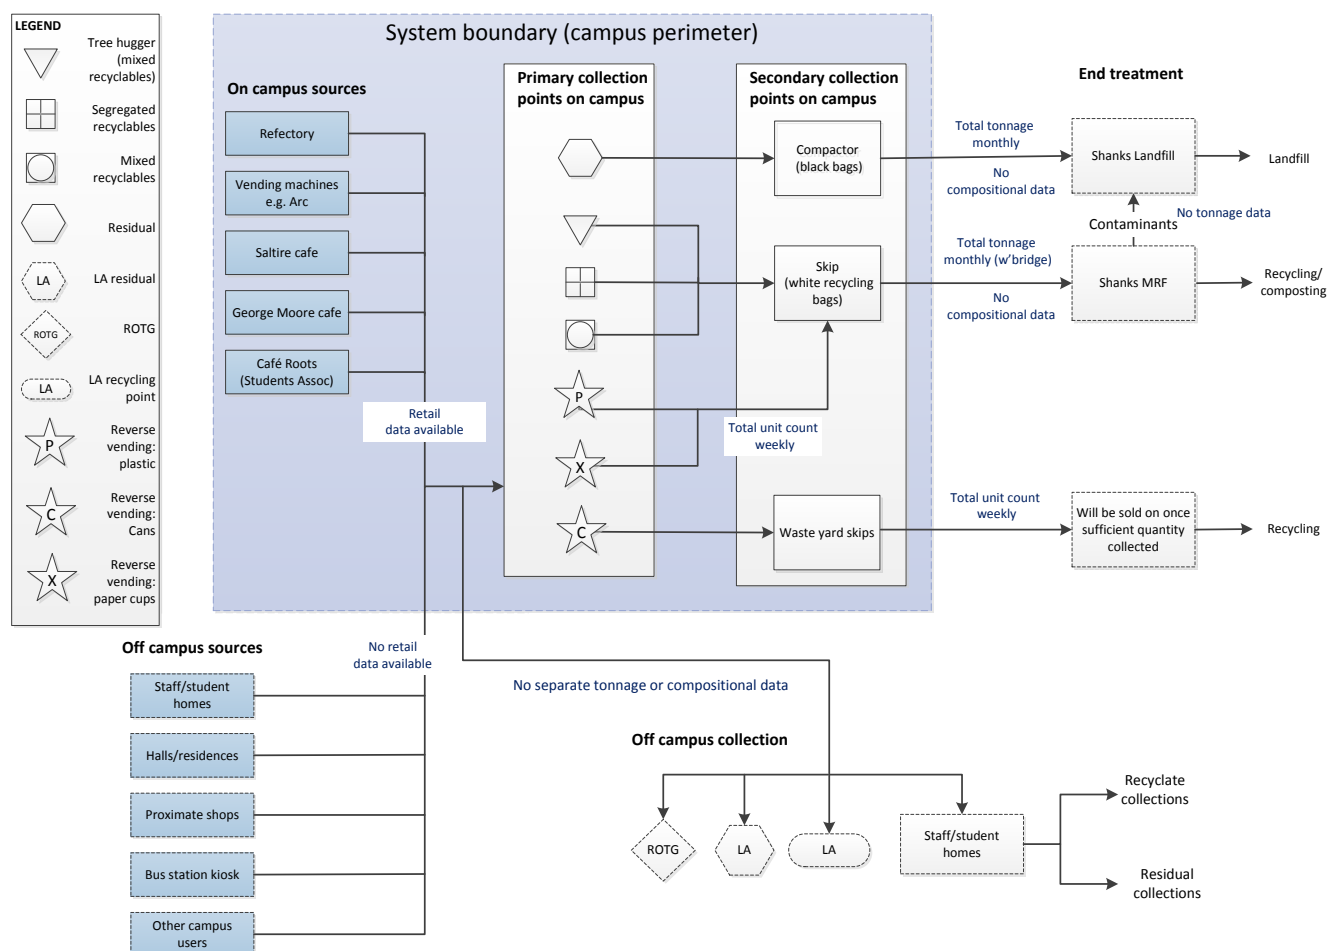 LEGEND
Tree hugger
(mixed
recyclables)
Segregated
recyclables
Mixed
recyclables
Residual
LA
LA residual
ROTG
ROTG
LA
LA recycling
point
P
Reverse
vending:
plastic
C
Reverse
vending:
Cans
X
Reverse
vending:
paper cups
System boundary (campus perimeter)
On campus sources
Refectory
Vending machines
e.g. Arc
Saltire cafe
George Moore cafe
Café Roots
(Students Assoc)
Retail
data available
Primary collection
points on campus
P
X
C
Total unit count
weekly
Secondary collection
points on campus
Compactor
(black bags)
Skip
(white recycling
bags)
Waste yard skips
End treatment
Total tonnage
monthly
No
compositional data
Shanks Landfill
Landfill
Contaminants
No tonnage data
Total tonnage
monthly (w'bridge)
No
compositional data
Shanks MRF
Recycling/
composting
Total unit count
weekly
Will be sold on once
sufficient quantity
collected
Recycling
Off campus sources
No retail
data available
Staff/student
homes
Halls/residences
Proximate shops
Bus station kiosk
Other campus
users
No separate tonnage or compositional data
Off campus collection
ROTG
LA
LA
Staff/student
homes
Recyclate
collections
Residual
collections